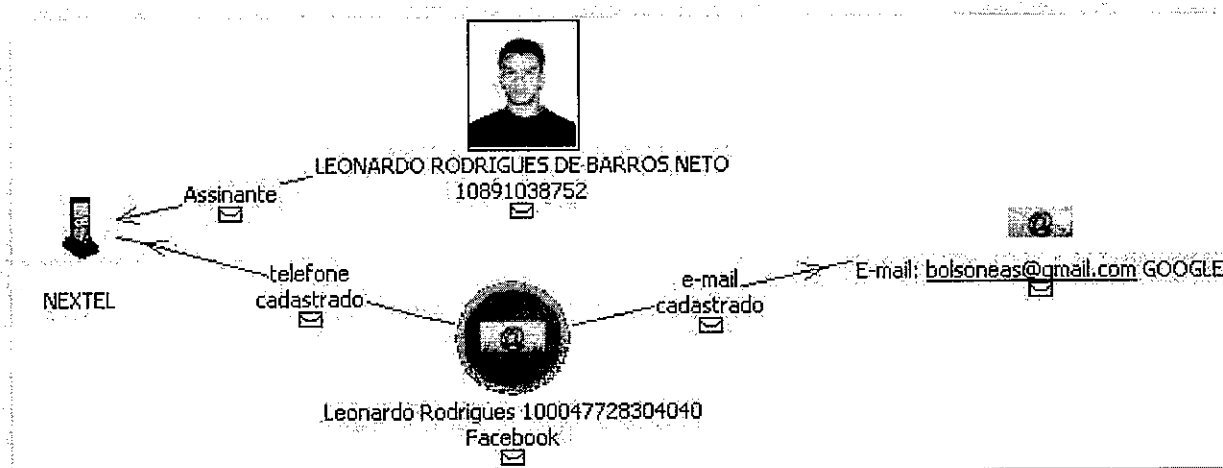 LEONARDO RODRIGUES DE BARROS NETO
10891038752
Assinante
NEXTEL
telefone
cadastrado
e-mail
cadastrado
E-mail: bolsoneas@gmail.com GOOGLE
Leonardo Rodrigues 100047728304040
Facebook